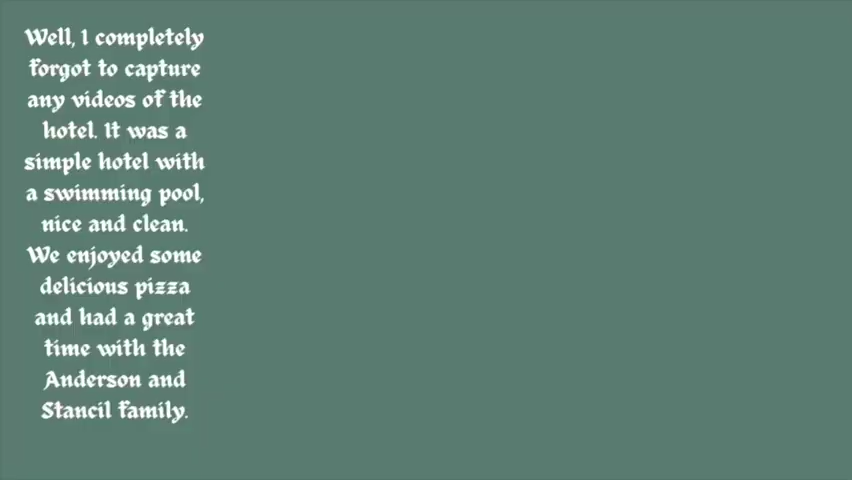 Well, I completely
forgot to capture
any videos of the
hotel. It was a
simple hotel with
a swimming pool,
nice and clean.
We enjoyed some
delicious pizza
and had a great
time with the
Anderson and
Stancil family.